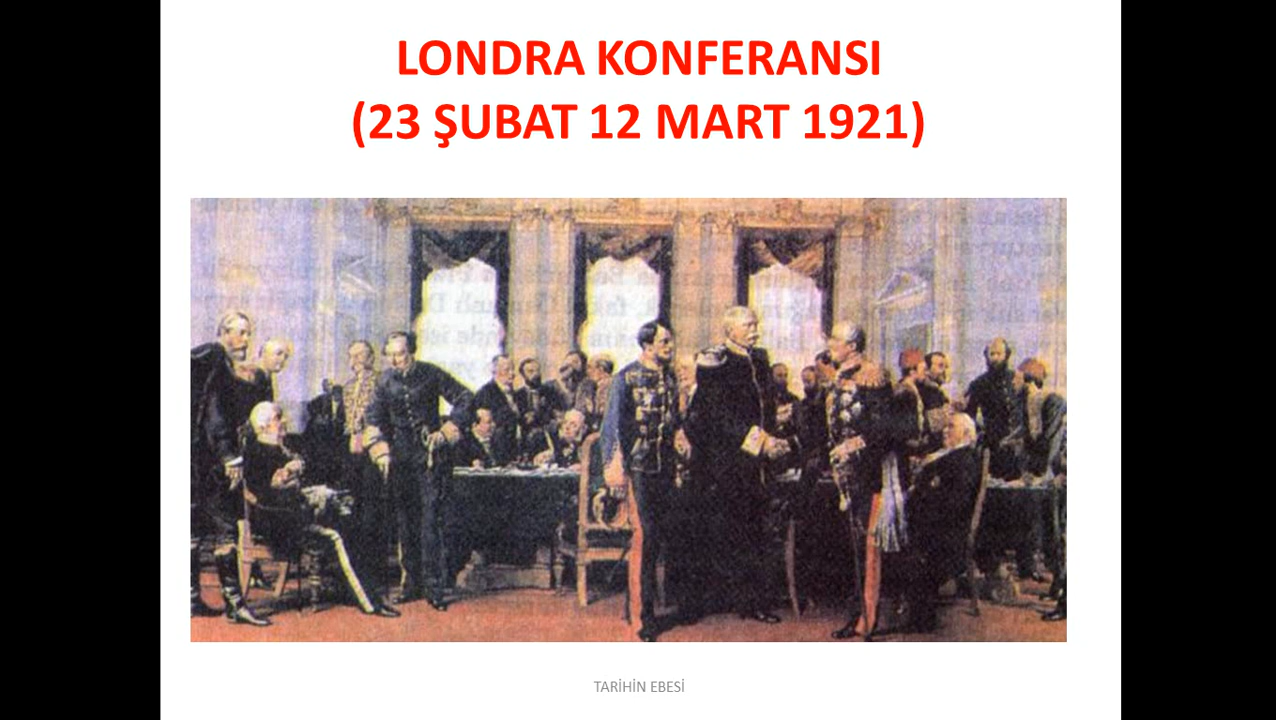 LONDRA KONFERANSI
(23 ŞUBAT 12 MART 1921)
TARİHİN EBESİ